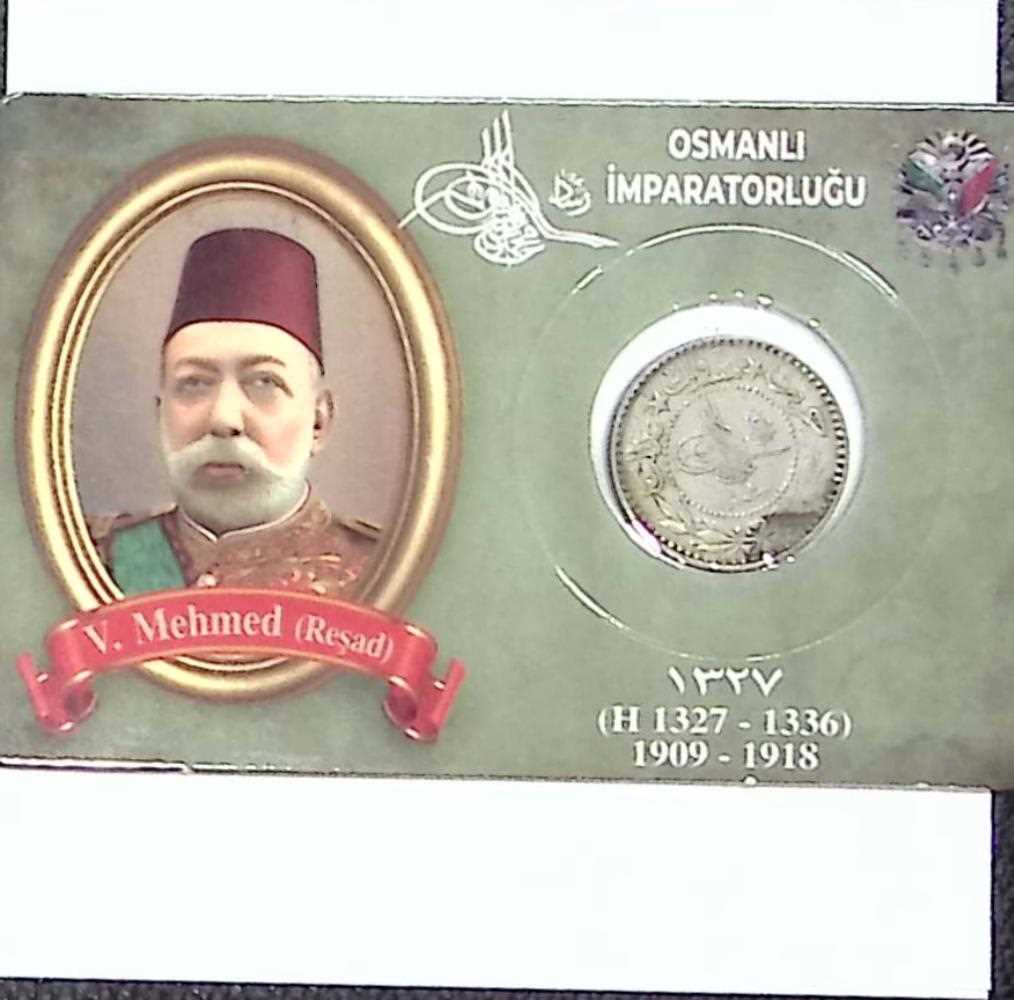 OSMANLI
İMPARATORLUĞU
V. Mehmed (Reşad)
١٣٢٧
(H 1327 - 1336)
1909 - 1918